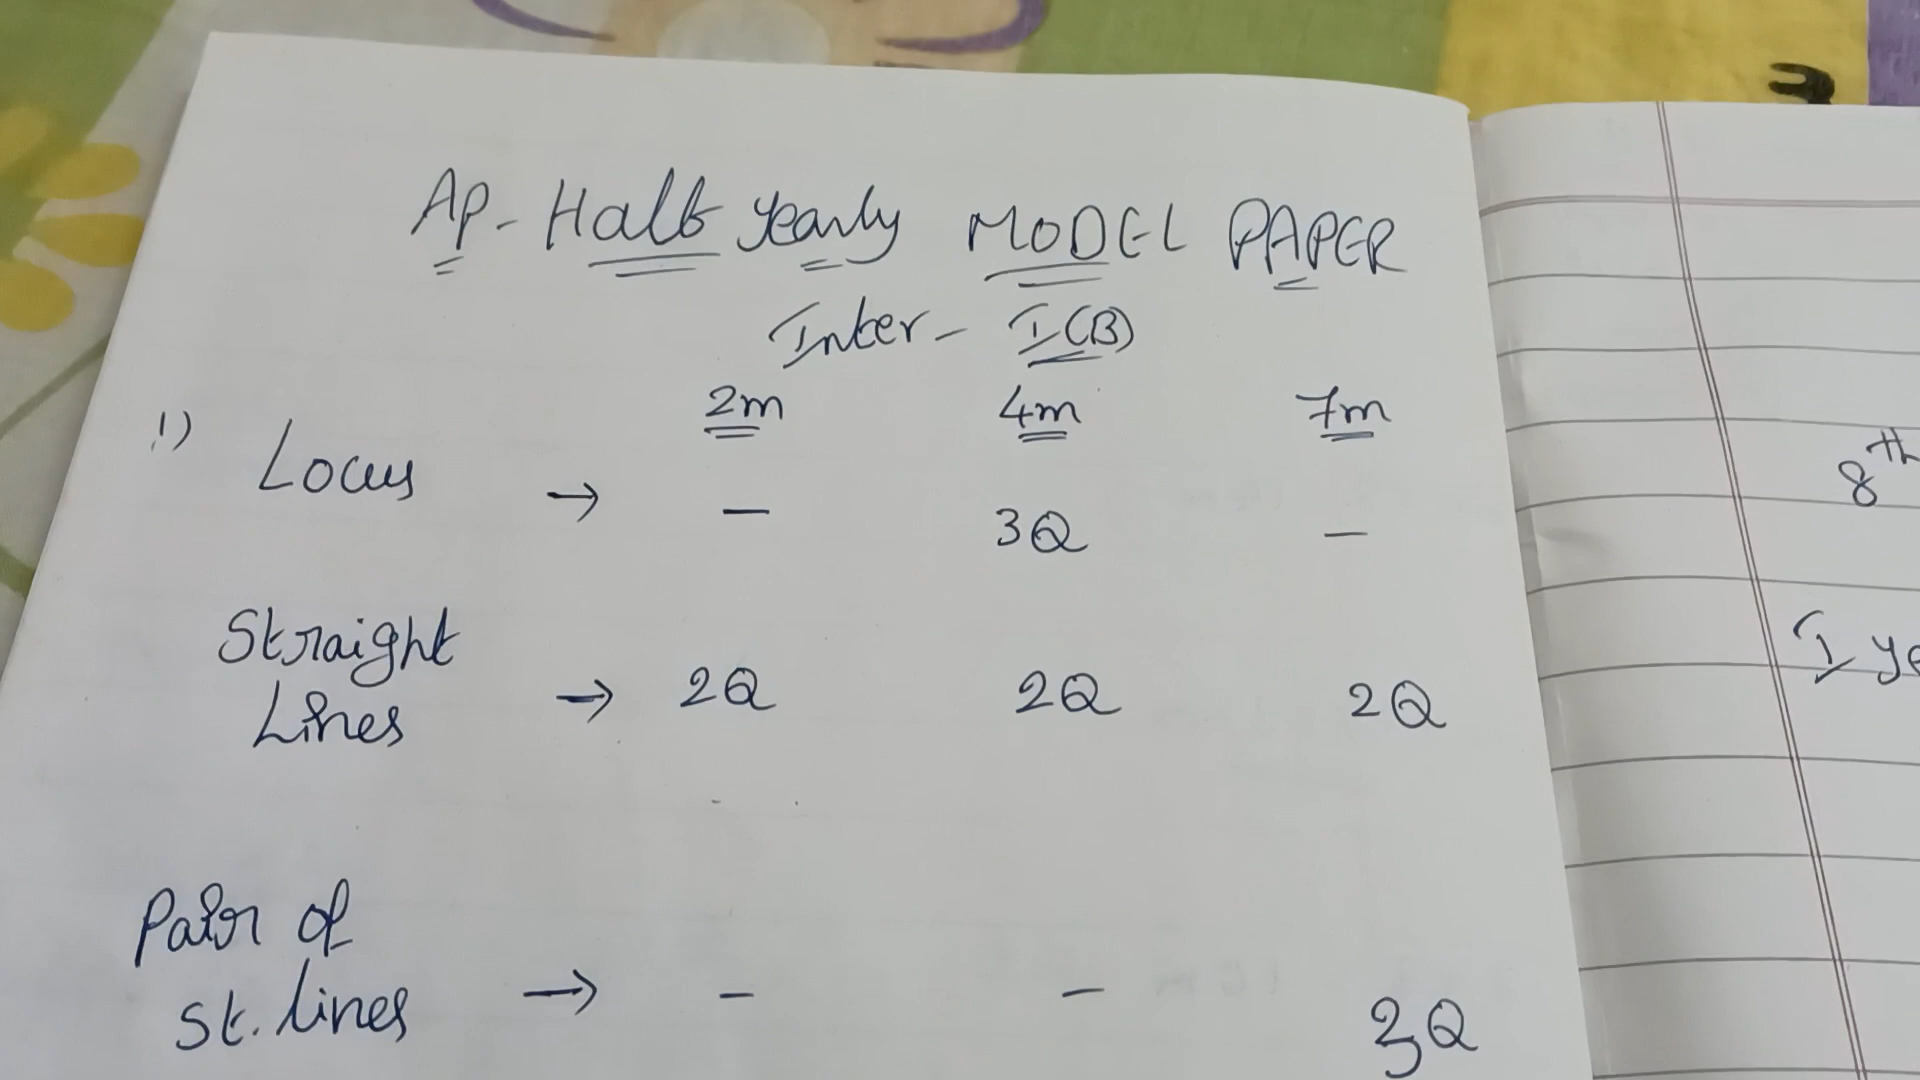 AP- Half yearly MODEL PAPER
Inter- I(B)
2m 4m 7m
1) Locus → - 3Q -
Straight
Lines → 2Q 2Q 2Q
Pair of
St. lines → - - 3Q
8th
I ye